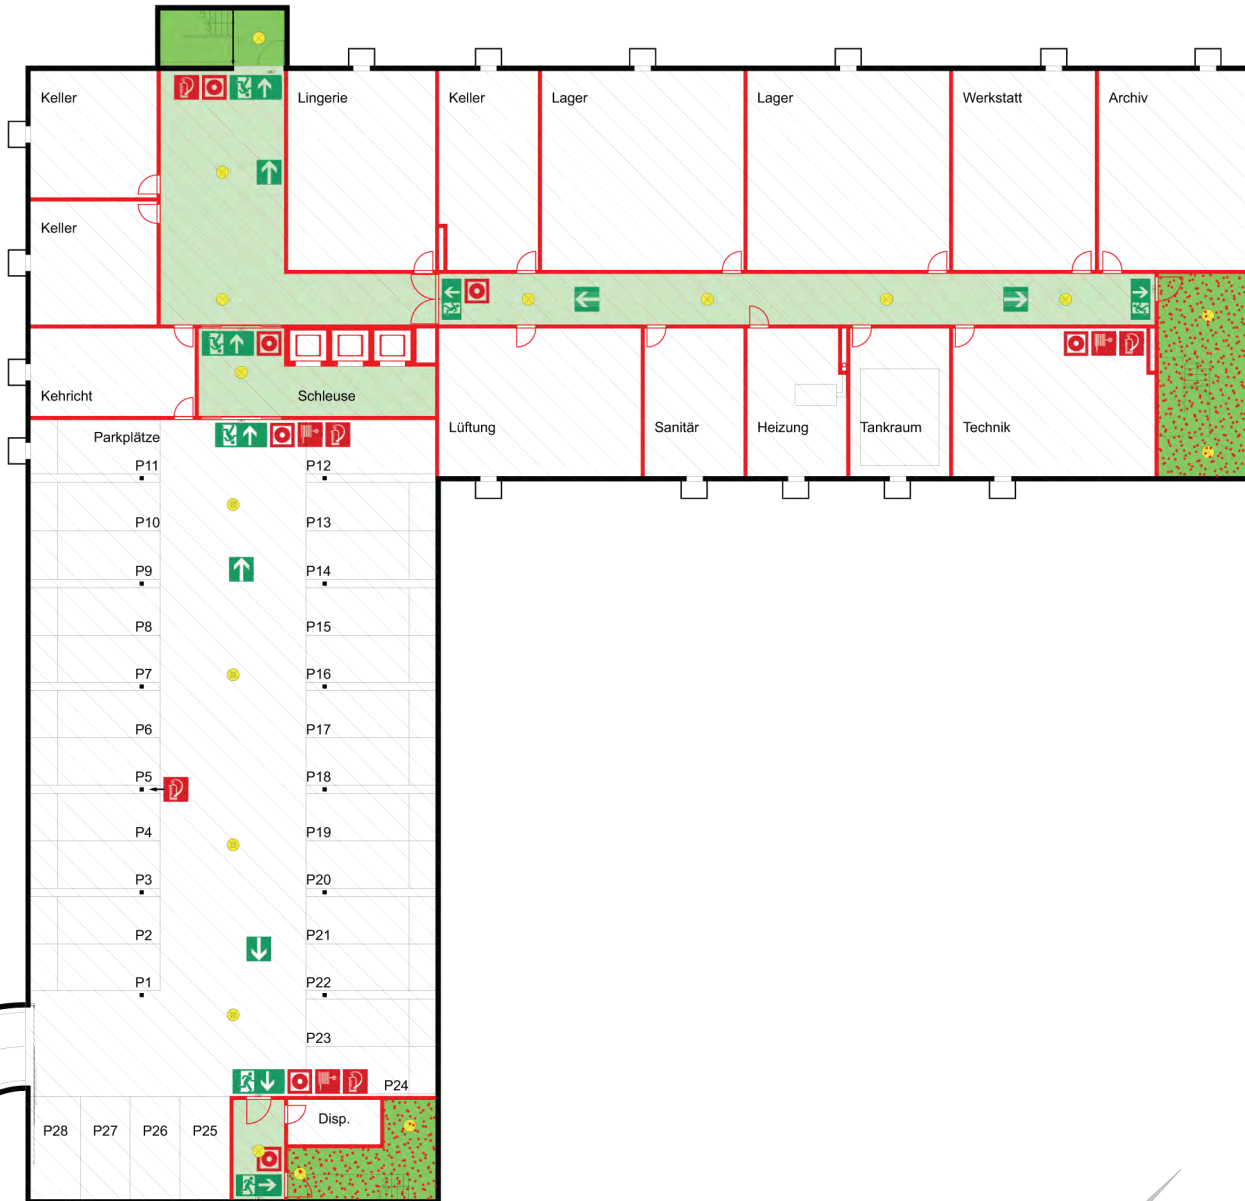 Keller
Lingerie
Keller
Lager
Lager
Werkstatt
Archiv
Keller
Kehricht
Schleuse
Lüftung
Sanitär
Heizung
Tankraum
Technik
Parkplätze
P11
P12
P10
P13
P9
P14
P8
P15
P7
P16
P6
P17
P5
P18
P4
P19
P3
P20
P2
P21
P1
P22
P23
P24
Disp.
P28
P27
P26
P25